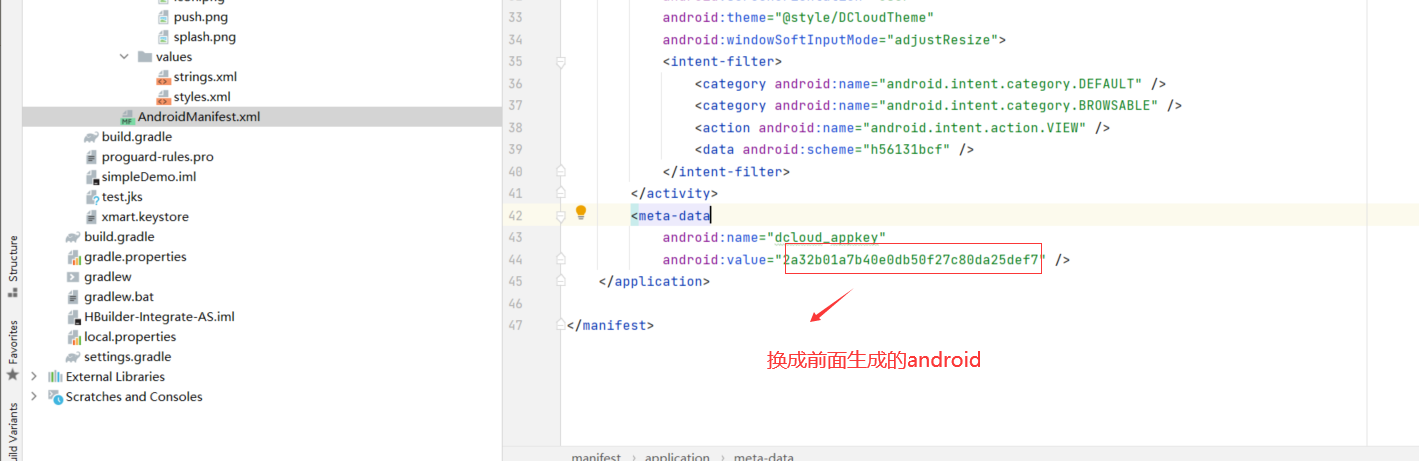 push.png
splash.png
values
strings.xml
styles.xml
AndroidManifest.xml
build.gradle
proguard-rules.pro
simpleDemo.iml
test.jks
xmart.keystore
build.gradle
gradle.properties
gradlew
gradlew.bat
HBuilder-Integrate-AS.iml
local.properties
settings.gradle
External Libraries
Scratches and Consoles
Structure
Favorites
Variants
33 android:theme="@style/DCloudTheme"
34 android:windowSoftInputMode="adjustResize">
35 <intent-filter>
36 <category android:name="android.intent.category.DEFAULT" />
37 <category android:name="android.intent.category.BROWSABLE" />
38 <action android:name="android.intent.action.VIEW" />
39 <data android:scheme="h56131bcf" />
40 </intent-filter>
41 </activity>
42 <meta-data
43 android:name="dcloud_appkey"
44 android:value="2a32b01a7b40e0db50f27c80da25def7" />
45 </application>
46
47 </manifest>
换成前面生成的android
manifest > application > meta-data